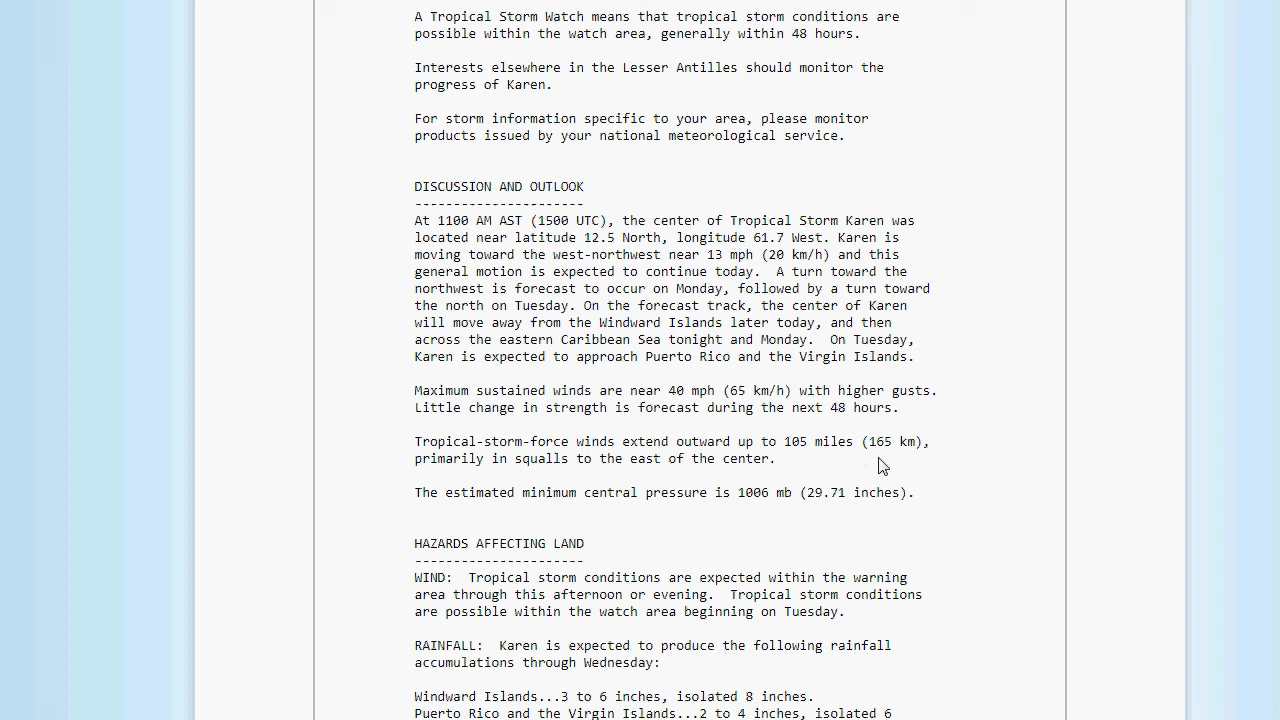 A Tropical Storm Watch means that tropical storm conditions are
possible within the watch area, generally within 48 hours.
Interests elsewhere in the Lesser Antilles should monitor the
progress of Karen.
For storm information specific to your area, please monitor
products issued by your national meteorological service.
DISCUSSION AND OUTLOOK
----------------------
At 1100 AM AST (1500 UTC), the center of Tropical Storm Karen was
located near latitude 12.5 North, longitude 61.7 West. Karen is
moving toward the west-northwest near 13 mph (20 km/h) and this
general motion is expected to continue today.  A turn toward the
northwest is forecast to occur on Monday, followed by a turn toward
the north on Tuesday. On the forecast track, the center of Karen
will move away from the Windward Islands later today, and then
across the eastern Caribbean Sea tonight and Monday.  On Tuesday,
Karen is expected to approach Puerto Rico and the Virgin Islands.
Maximum sustained winds are near 40 mph (65 km/h) with higher gusts.
Little change in strength is forecast during the next 48 hours.
Tropical-storm-force winds extend outward up to 105 miles (165 km),
primarily in squalls to the east of the center.
The estimated minimum central pressure is 1006 mb (29.71 inches).
HAZARDS AFFECTING LAND
----------------------
WIND:  Tropical storm conditions are expected within the warning
area through this afternoon or evening.  Tropical storm conditions
are possible within the watch area beginning on Tuesday.
RAINFALL:  Karen is expected to produce the following rainfall
accumulations through Wednesday:
Windward Islands...3 to 6 inches, isolated 8 inches.
Puerto Rico and the Virgin Islands...2 to 4 inches, isolated 6